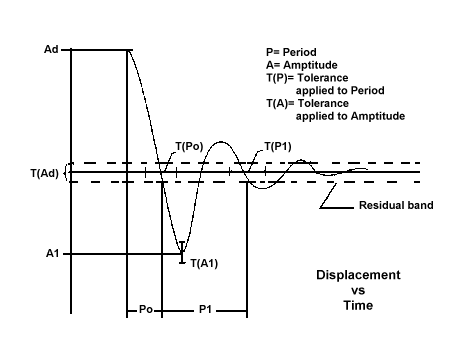 Ad
P= Period
A= Amptitude
T(P)= Tolerance
applied to Period
T(A)= Tolerance
applied to Amptitude
T(Po)
T(P1)
T(Ad)
Residual band
A1
T(A1)
Displacement
vs
Time
Po
P1